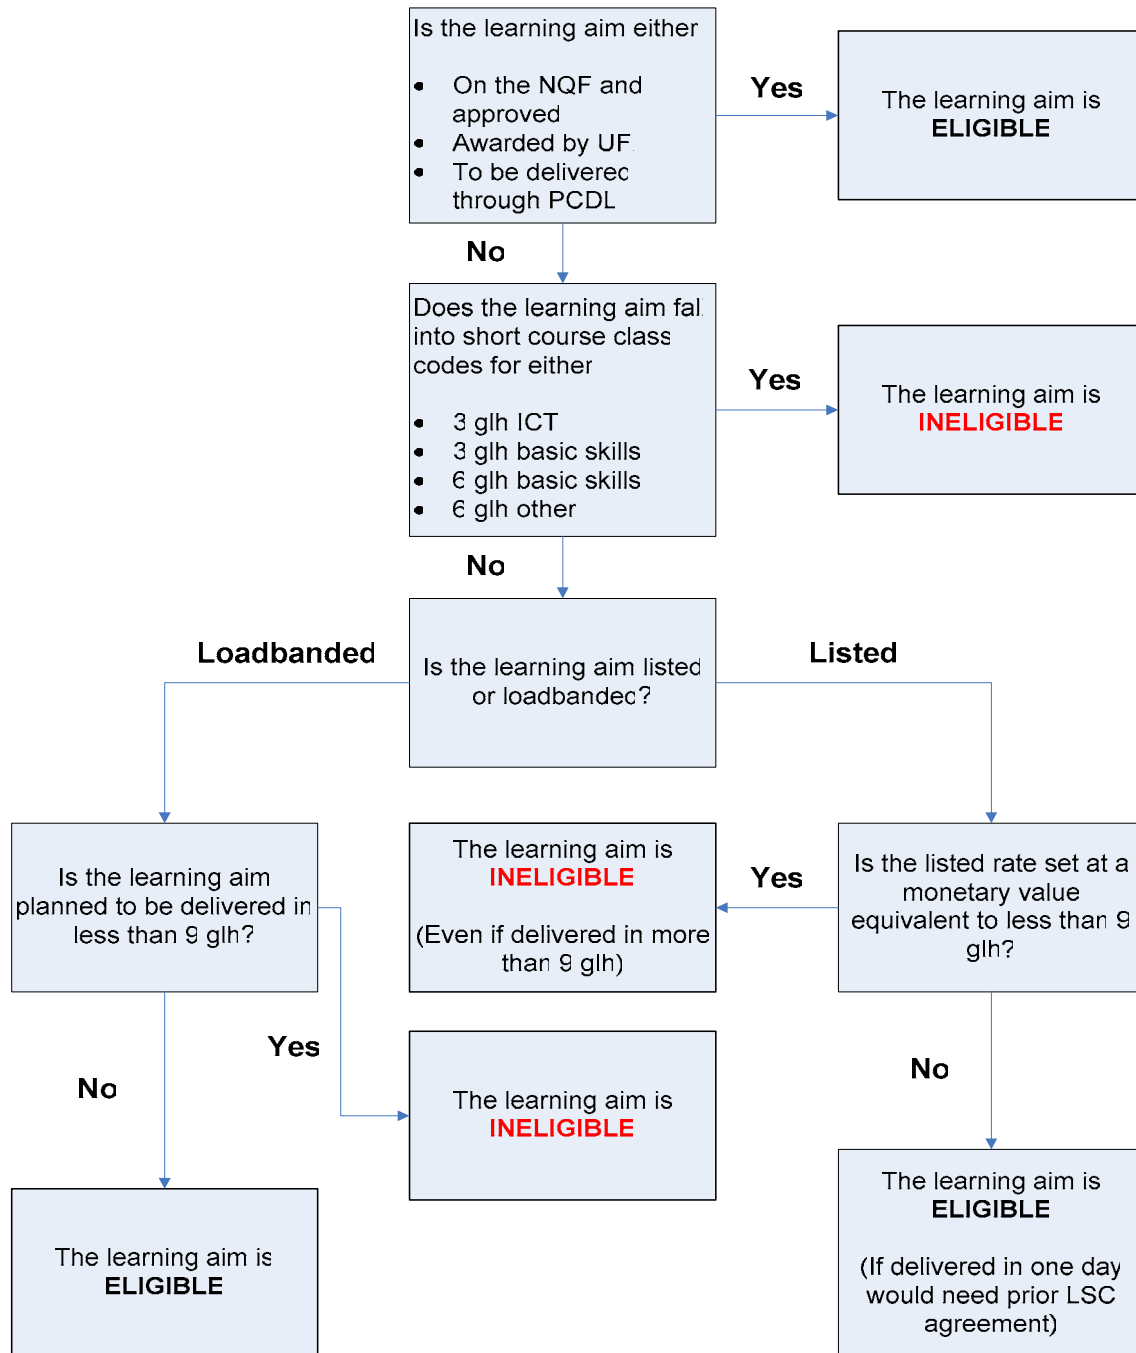 Is the learning aim either
• On the NQF and
approved
• Awarded by UF
• To be delivered
through PCDL
Yes
The learning aim is
ELIGIBLE
No
Does the learning aim fal
into short course class
codes for either
• 3 glh ICT
• 3 glh basic skills
• 6 glh basic skills
• 6 glh other
Yes
The learning aim is
INELIGIBLE
No
Is the learning aim listed
or loadbanded?
Loadbanded
Listed
Is the learning aim
planned to be delivered in
less than 9 glh?
The learning aim is
INELIGIBLE
(Even if delivered in more
than 9 glh)
Yes
Is the listed rate set at a
monetary value
equivalent to less than 9
glh?
No
Yes
The learning aim is
INELIGIBLE
No
The learning aim is
ELIGIBLE
The learning aim is
ELIGIBLE
(If delivered in one day
would need prior LSC
agreement)